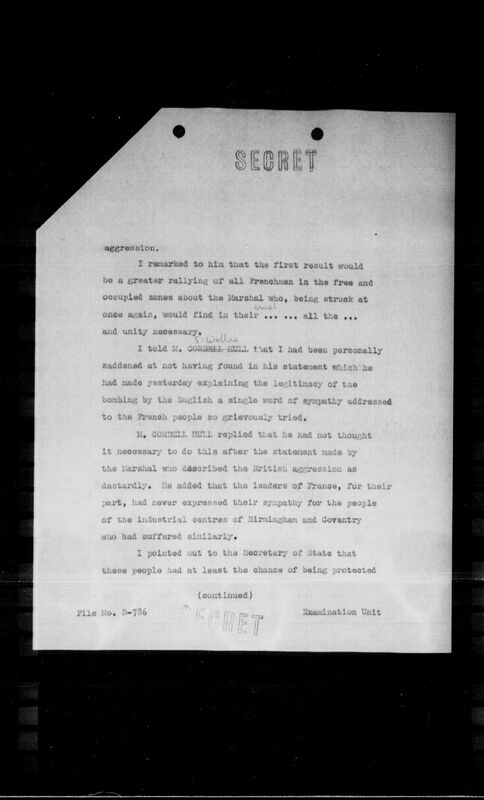 SECRET
aggression.
I remarked to him that the first result would
be a greater rallying of all Frenchmen in the free and
occupied zones about the Marshal who, being struck at
cruel
once again, would find in their ... ... all the ...
and unity necessary.
S. Welles
I told M. CORDELL HULL that I had been personally
saddened at not having found in his statement which he
had made yesterday explaining the legitimacy of the
bombing by the English a single word of sympathy addressed
to the French people so grievously tried.
M. CORDELL HULL replied that he had not thought
it necessary to do this after the statement made by
the Marshal who described the British aggression as
dastardly. He added that the leaders of France, for their
part, had never expressed their sympathy for the people
of the industrial centres of Birmingham and Coventry
who had suffered similarly.
I pointed out to the Secretary of State that
these people had at least the chance of being protected
(continued)
File No. D-786 Examination Unit
SECRET